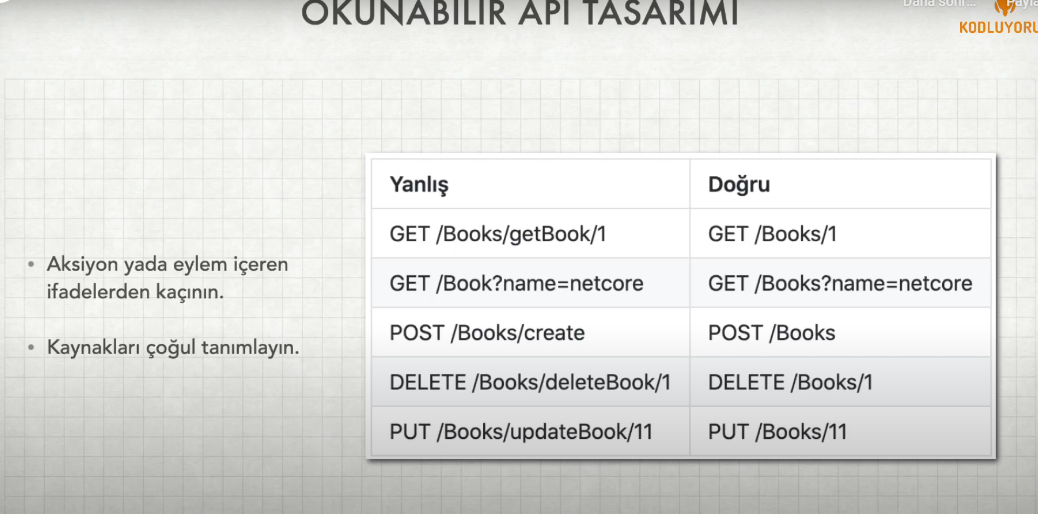 OKUNABİLİR API TASARIMI
Daha sonr...
Payla
KODLUYORU
• Aksiyon yada eylem içeren
ifadelerden kaçının.
• Kaynakları çoğul tanımlayın.
Yanlış Doğru
GET /Books/getBook/1 GET /Books/1
GET /Book?name=netcore GET /Books?name=netcore
POST /Books/create POST /Books
DELETE /Books/deleteBook/1 DELETE /Books/1
PUT /Books/updateBook/11 PUT /Books/11